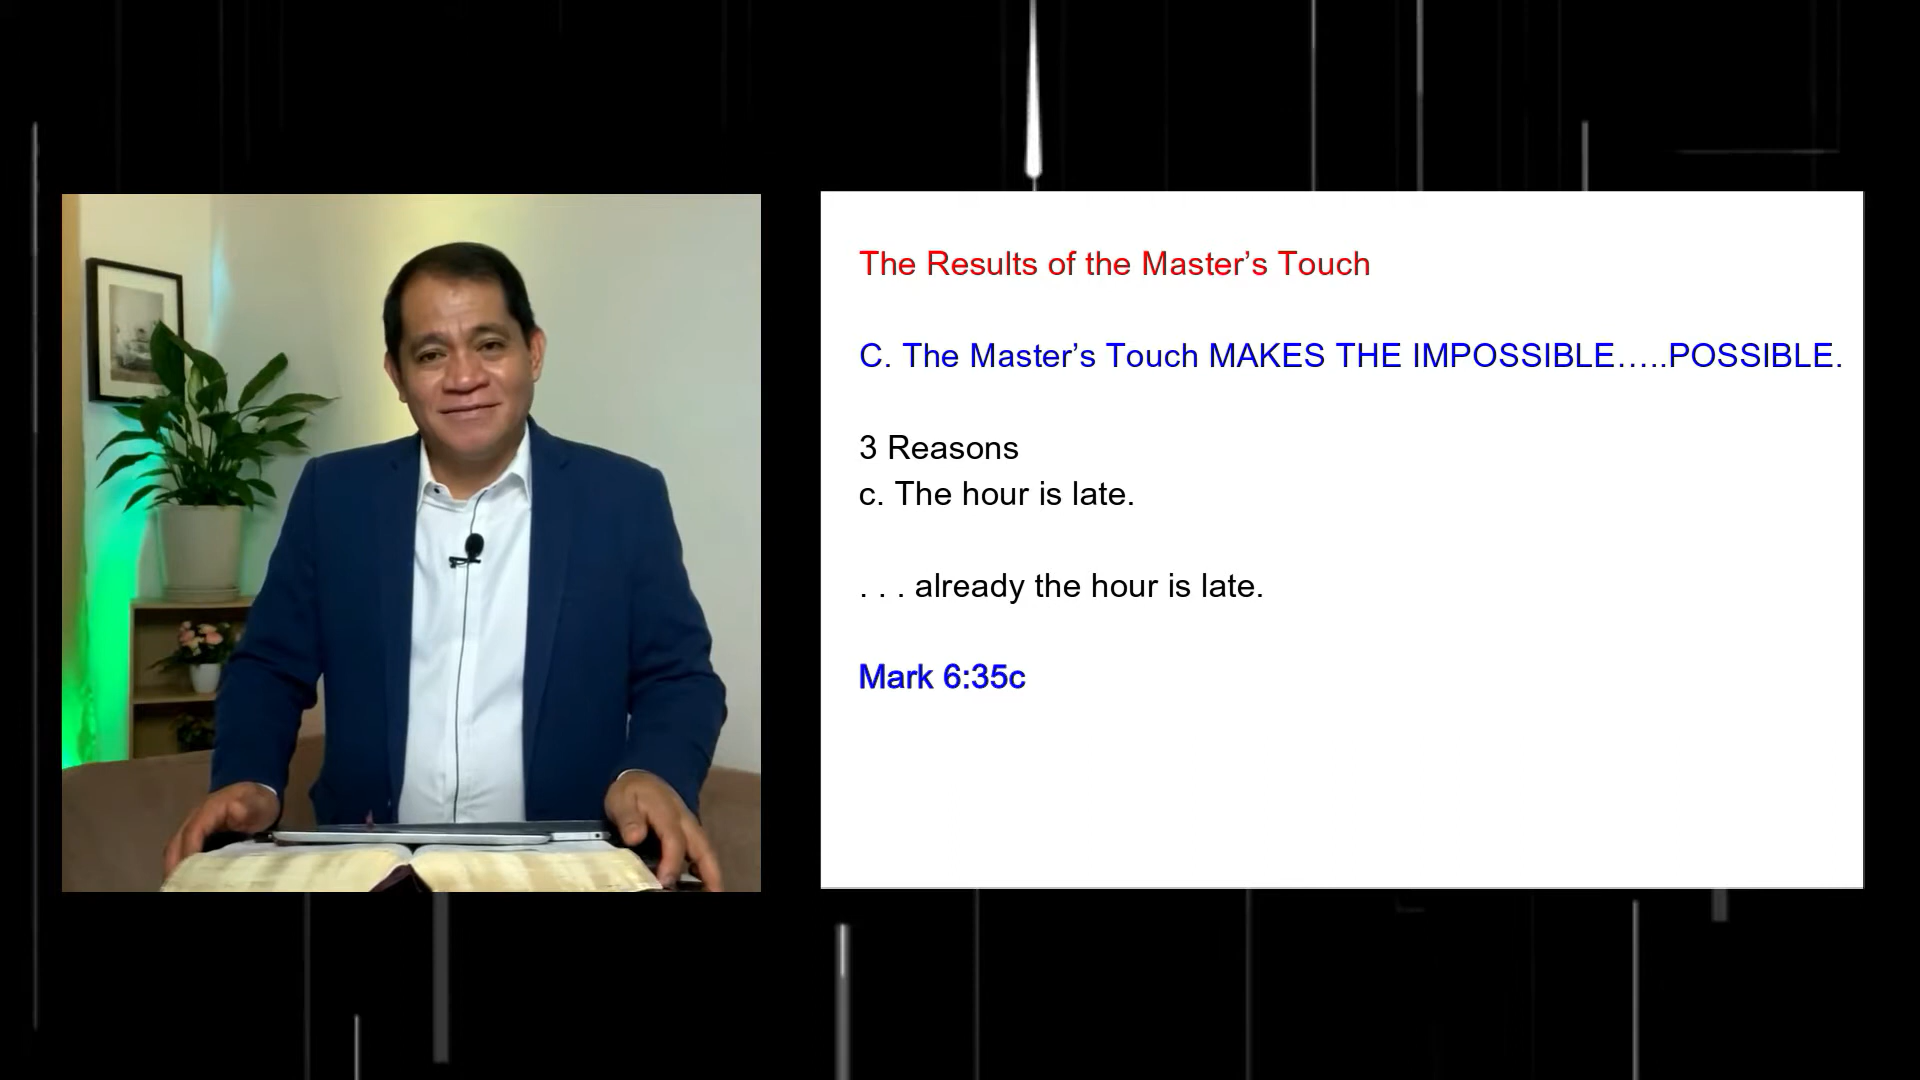 The Results of the Master’s Touch
C. The Master’s Touch MAKES THE IMPOSSIBLE…..POSSIBLE.
3 Reasons
c. The hour is late.
. . . already the hour is late.
Mark 6:35c